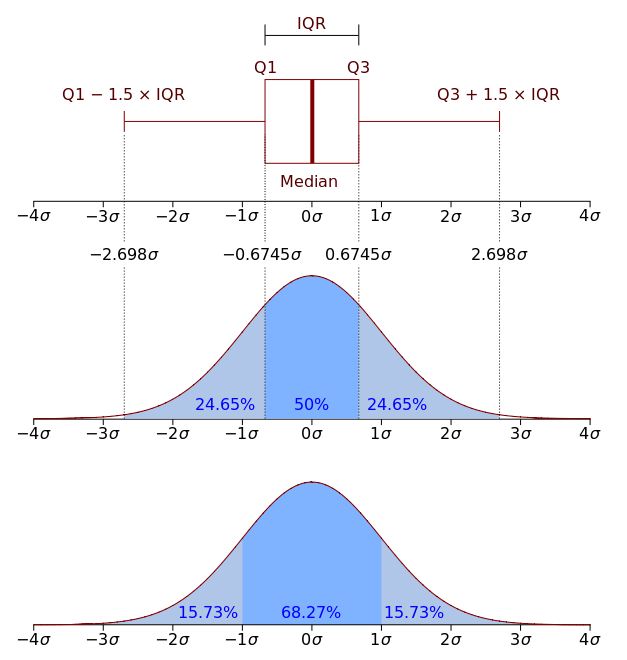 IQR
Q1 Q3
Q1 − 1.5 × IQR Q3 + 1.5 × IQR
Median
−4σ −3σ −2σ −1σ 0σ 1σ 2σ 3σ 4σ
−2.698σ −0.6745σ 0.6745σ 2.698σ
24.65% 50% 24.65%
−4σ −3σ −2σ −1σ 0σ 1σ 2σ 3σ 4σ
15.73% 68.27% 15.73%
−4σ −3σ −2σ −1σ 0σ 1σ 2σ 3σ 4σ